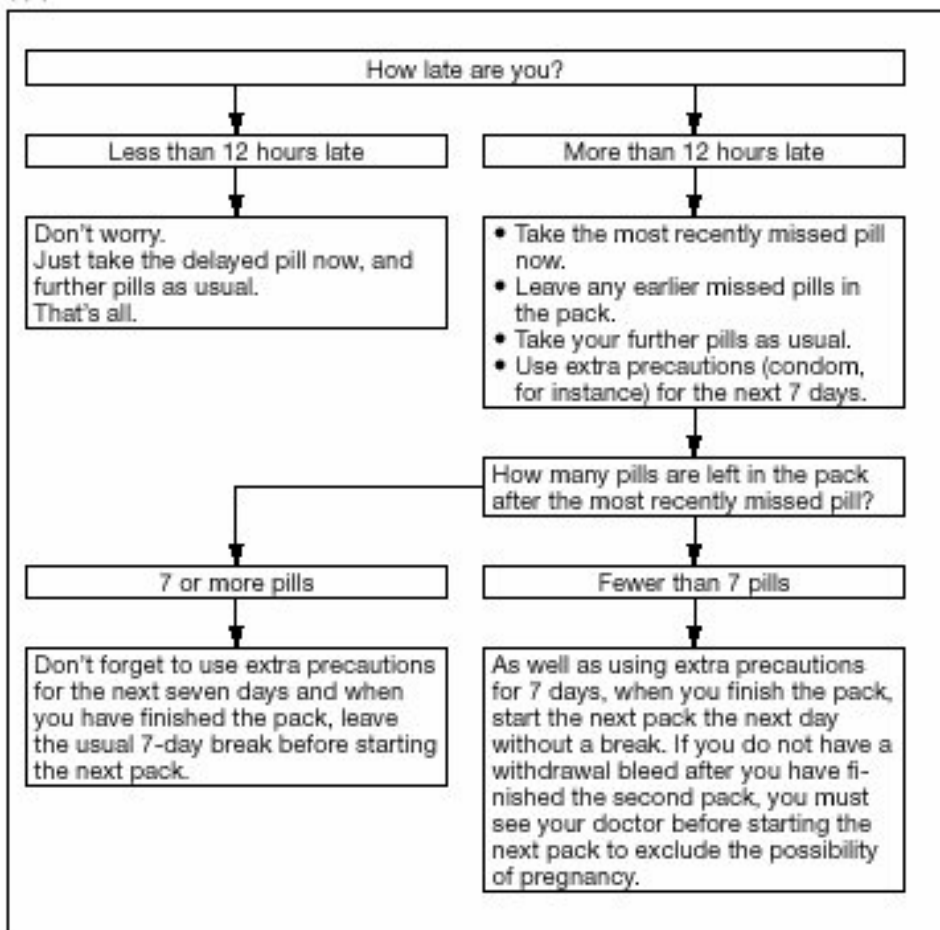 How late are you?
Less than 12 hours late
More than 12 hours late
Don't worry.
Just take the delayed pill now, and
further pills as usual.
That's all.
• Take the most recently missed pill
now.
• Leave any earlier missed pills in
the pack.
• Take your further pills as usual.
• Use extra precautions (condom,
for instance) for the next 7 days.
How many pills are left in the pack
after the most recently missed pill?
7 or more pills
Fewer than 7 pills
Don't forget to use extra precautions
for the next seven days and when
you have finished the pack, leave
the usual 7-day break before starting
the next pack.
As well as using extra precautions
for 7 days, when you finish the pack,
start the next pack the next day
without a break. If you do not have a
withdrawal bleed after you have fi-
nished the second pack, you must
see your doctor before starting the
next pack to exclude the possibility
of pregnancy.